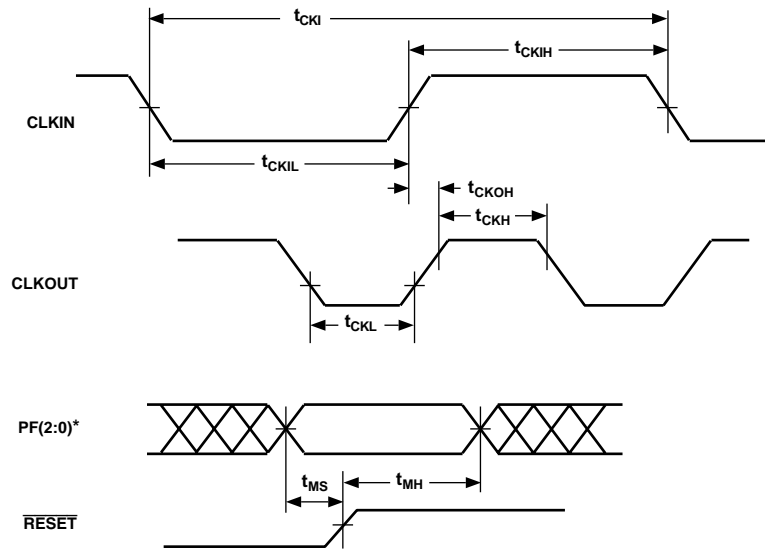 tCKI
tCKIH
CLKIN
tCKIL
tCKOH
tCKH
CLKOUT
tCKL
PF(2:0)*
tMS
tMH
RESET